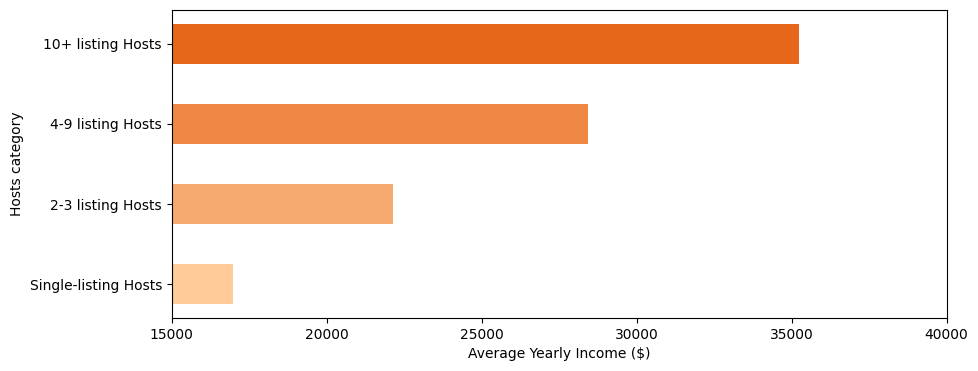 10+ listing Hosts
4-9 listing Hosts
2-3 listing Hosts
Single-listing Hosts
Hosts category
15000 20000 25000 30000 35000 40000
Average Yearly Income ($)